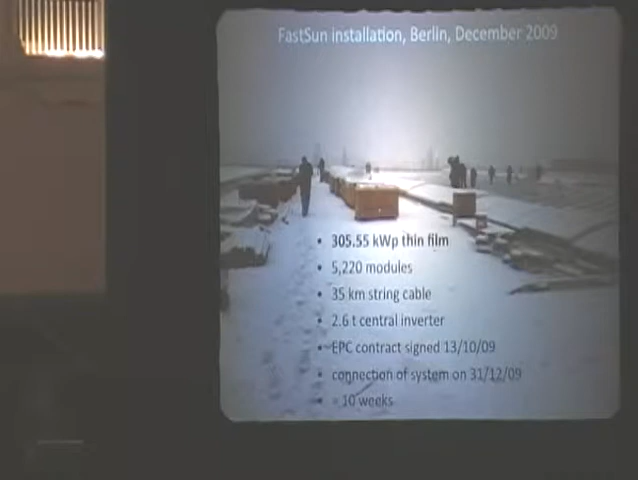 FastSun installation, Berlin, December 2009
• 305.55 kWp thin film
• 5,220 modules
• 35 km string cable
• 2.6 t central inverter
• EPC contract signed 13/10/09
• connection of system on 31/12/09
• 10 weeks